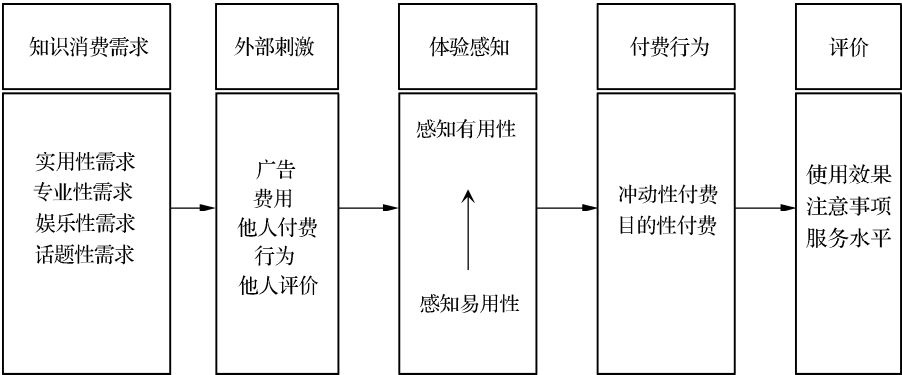 知识消费需求
外部刺激
体验感知
付费行为
评价
实用性需求
专业性需求
娱乐性需求
话题性需求
广告
费用
他人付费
行为
他人评价
感知有用性
感知易用性
冲动性付费
目的性付费
使用效果
注意事项
服务水平